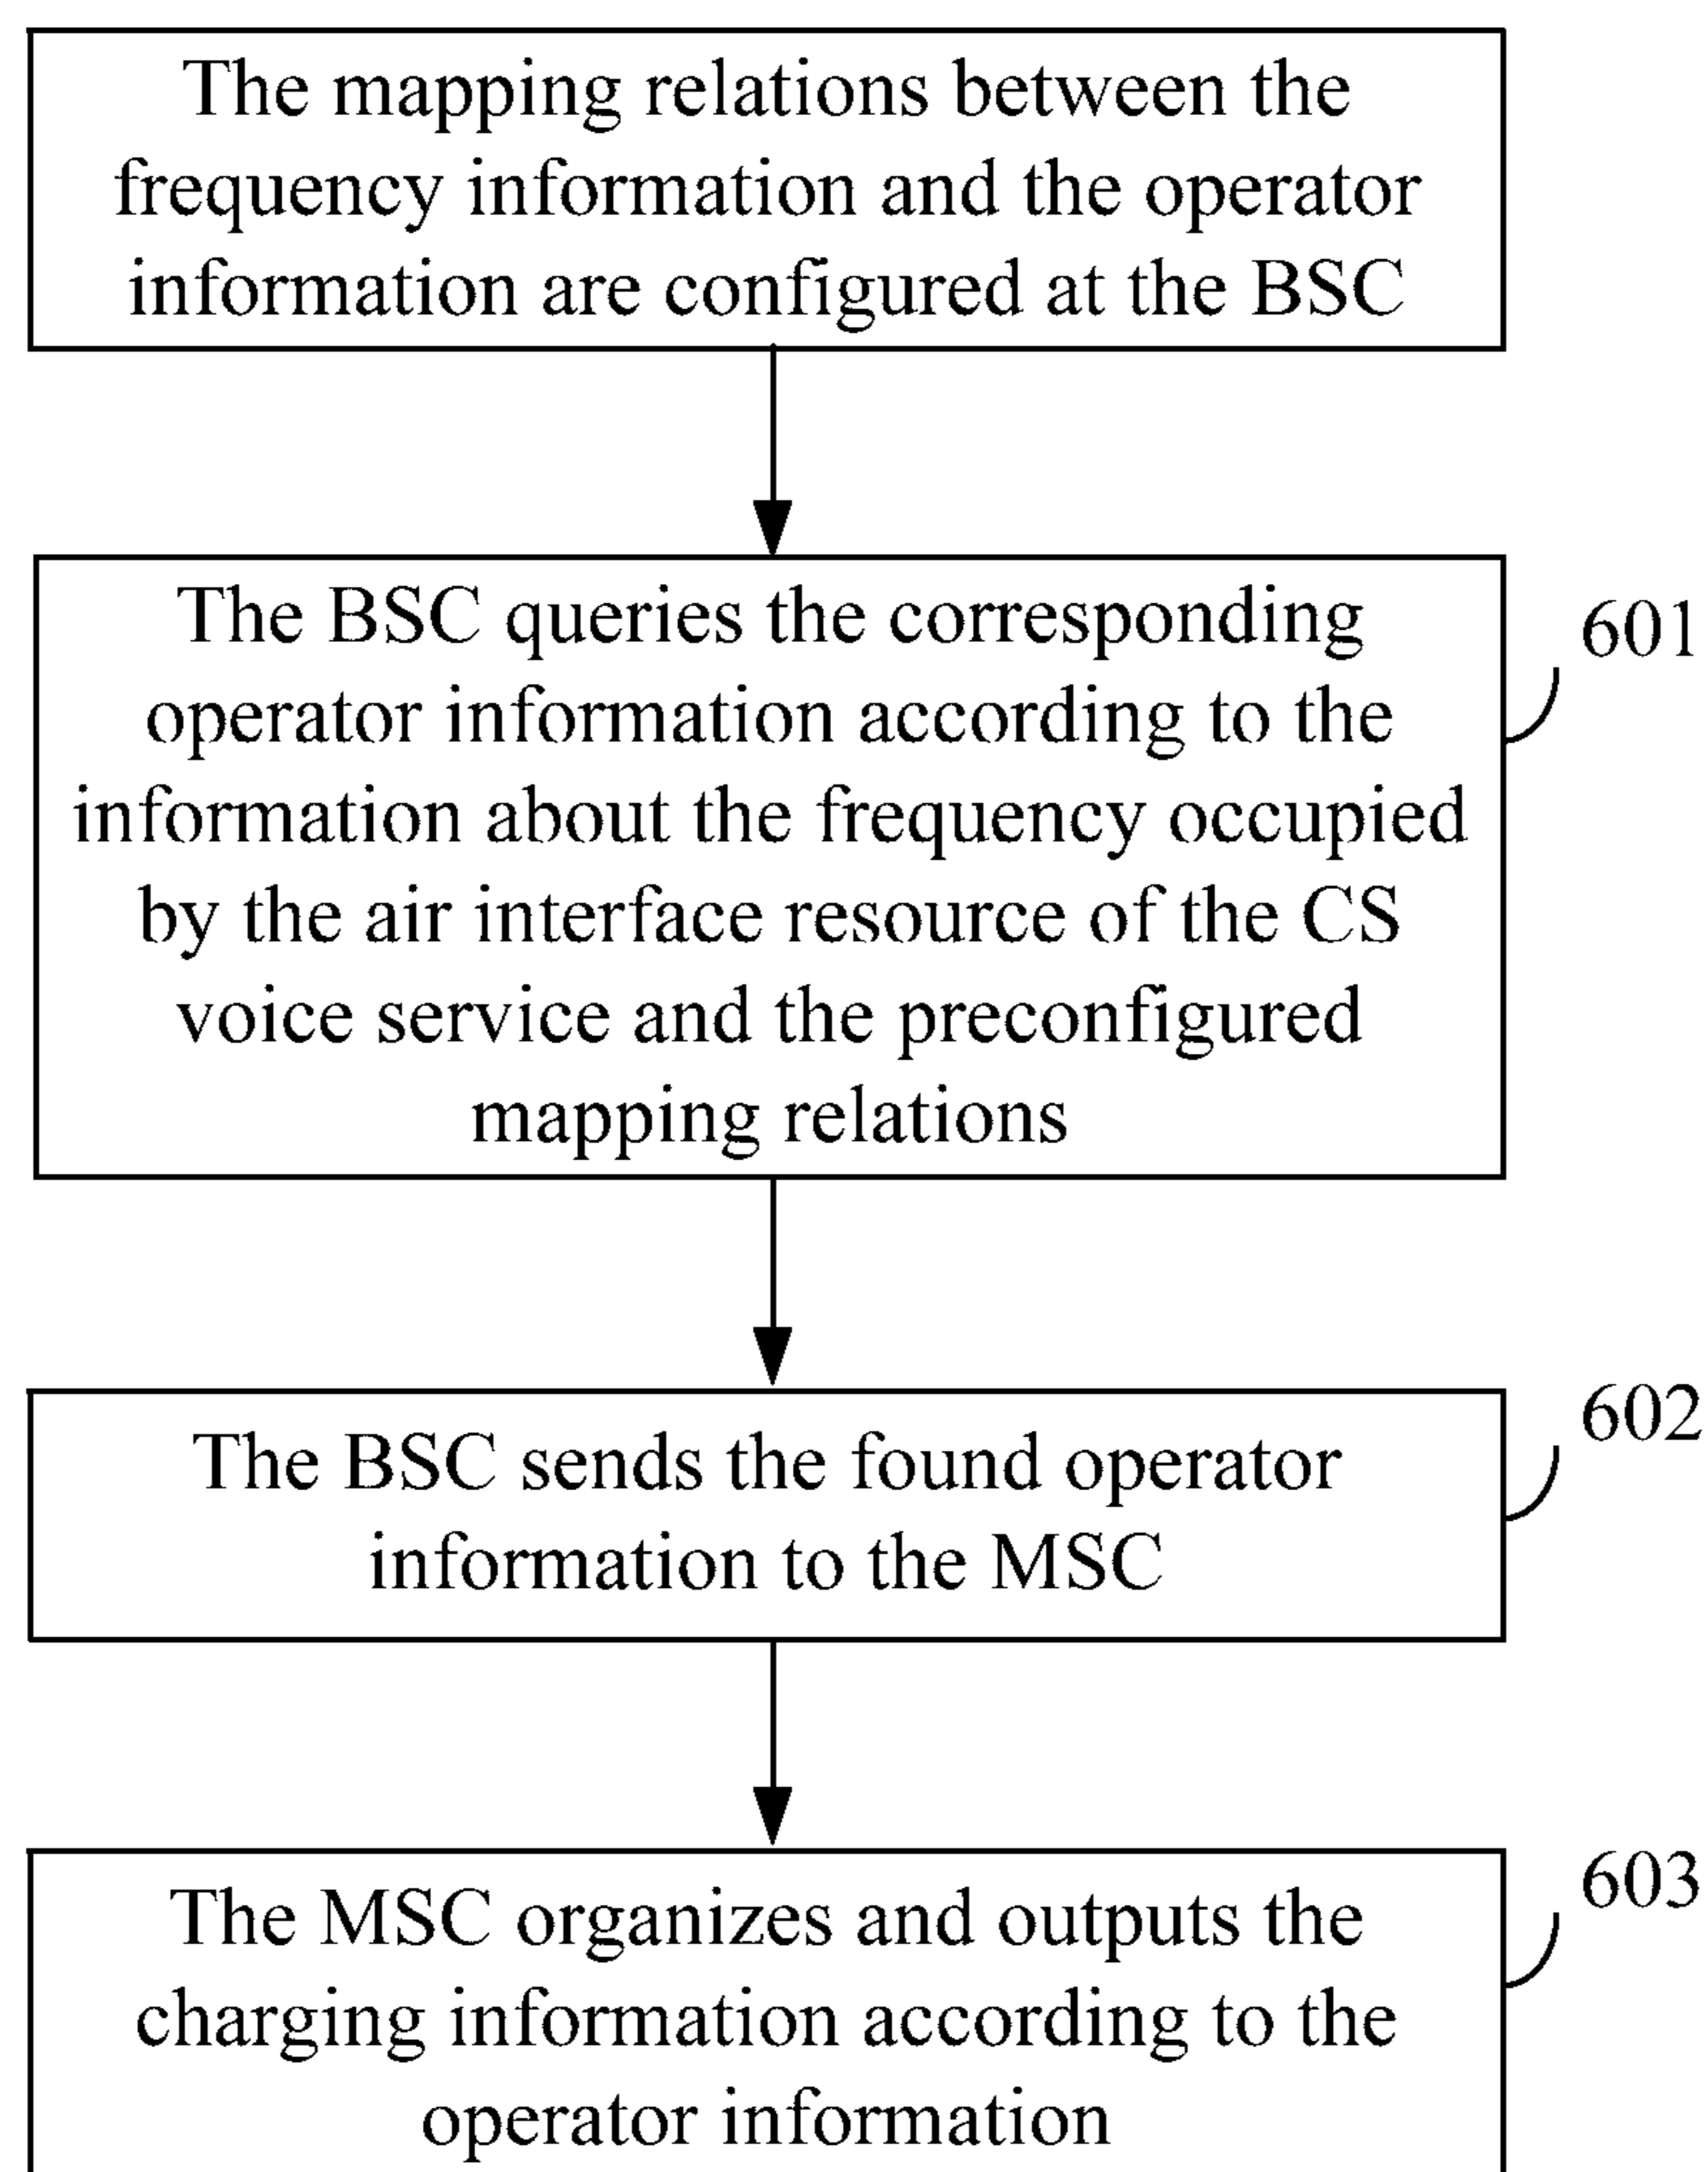 The mapping relations between the
frequency information and the operator
information are configured at the BSC
The BSC queries the corresponding
operator information according to the
information about the frequency occupied
by the air interface resource of the CS
voice service and the preconfigured
mapping relations
601
The BSC sends the found operator
information to the MSC
602
The MSC organizes and outputs the
charging information according to the
operator information
603